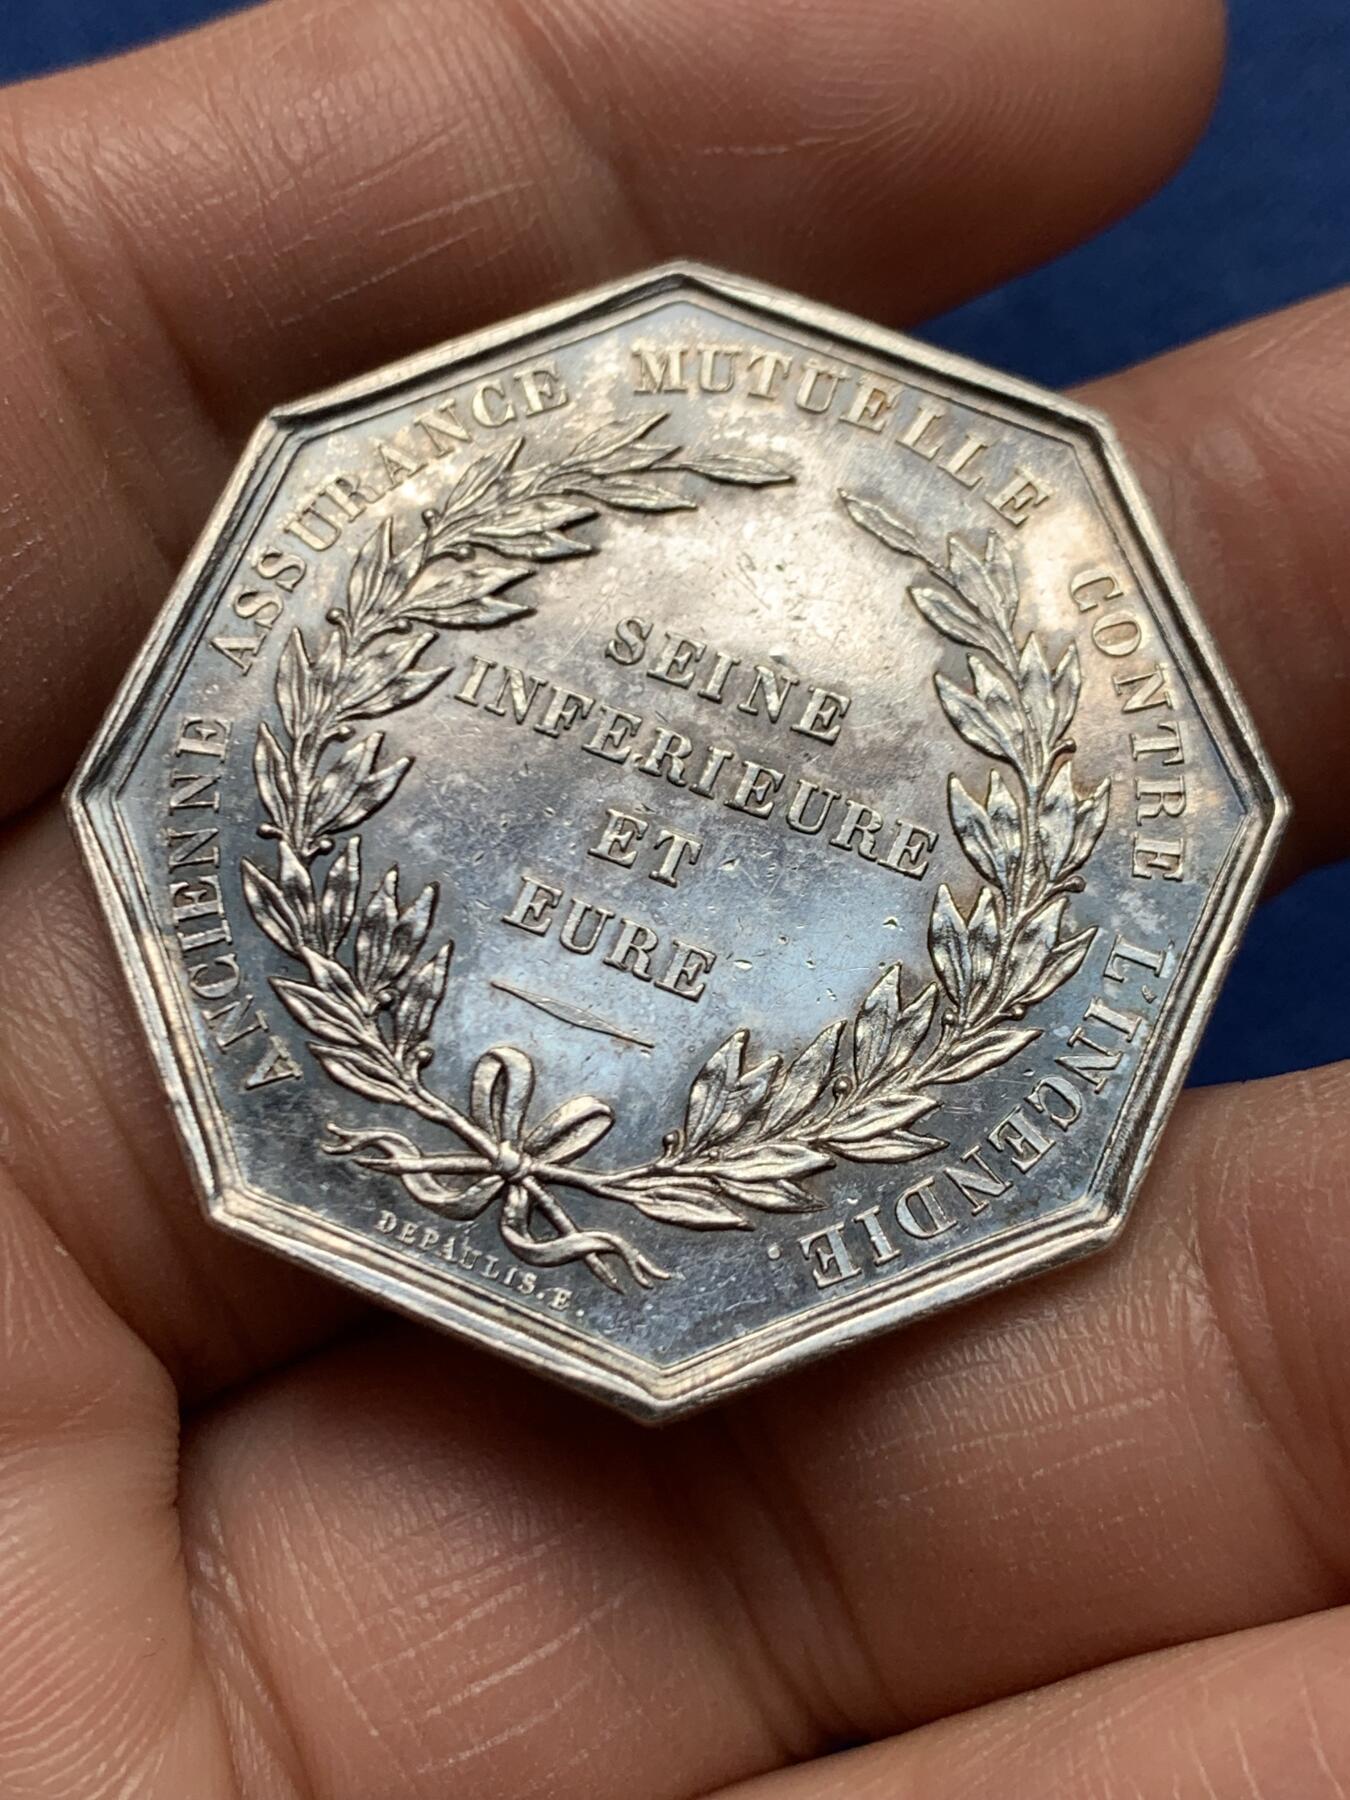 ANCIENNE ASSURANCE MUTUELLE CONTRE L'INCENDIE.
SEINE
INFERIEURE
ET
EURE
DEPAULIS.E.